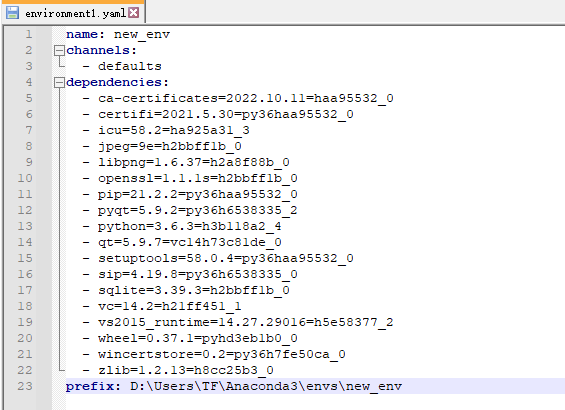 environment1.yaml
1 name: new_env
2 channels:
3 - defaults
4 dependencies:
5 - ca-certificates=2022.10.11=haa95532_0
6 - certifi=2021.5.30=py36haa95532_0
7 - icu=58.2=ha925a31_3
8 - jpeg=9e=h2bbff1b_0
9 - libpng=1.6.37=h2a8f88b_0
10 - openssl=1.1.1s=h2bbff1b_0
11 - pip=21.2.2=py36haa95532_0
12 - pyqt=5.9.2=py36h6538335_2
13 - python=3.6.3=h3b118a2_4
14 - qt=5.9.7=vc14h73c81de_0
15 - setuptools=58.0.4=py36haa95532_0
16 - sip=4.19.8=py36h6538335_0
17 - sqlite=3.39.3=h2bbff1b_0
18 - vc=14.2=h21ff451_1
19 - vs2015_runtime=14.27.29016=h5e58377_2
20 - wheel=0.37.1=pyhd3eb1b0_0
21 - wincertstore=0.2=py36h7fe50ca_0
22 - zlib=1.2.13=h8cc25b3_0
23 prefix: D:\Users\TF\Anaconda3\envs\new_env